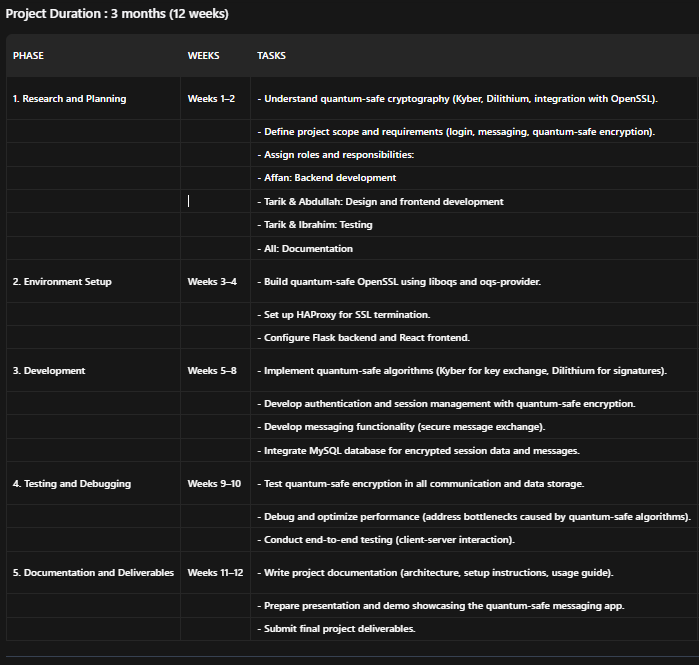 Project Duration : 3 months (12 weeks)
PHASE WEEKS TASKS
1. Research and Planning Weeks 1–2 - Understand quantum-safe cryptography (Kyber, Dilithium, integration with OpenSSL).
- Define project scope and requirements (login, messaging, quantum-safe encryption).
- Assign roles and responsibilities:
- Affan: Backend development
- Tarik & Abdullah: Design and frontend development
- Tarik & Ibrahim: Testing
- All: Documentation
2. Environment Setup Weeks 3–4 - Build quantum-safe OpenSSL using liboqs and oqs-provider.
- Set up HAProxy for SSL termination.
- Configure Flask backend and React frontend.
3. Development Weeks 5–8 - Implement quantum-safe algorithms (Kyber for key exchange, Dilithium for signatures).
- Develop authentication and session management with quantum-safe encryption.
- Develop messaging functionality (secure message exchange).
- Integrate MySQL database for encrypted session data and messages.
4. Testing and Debugging Weeks 9–10 - Test quantum-safe encryption in all communication and data storage.
- Debug and optimize performance (address bottlenecks caused by quantum-safe algorithms).
- Conduct end-to-end testing (client-server interaction).
5. Documentation and Deliverables Weeks 11–12 - Write project documentation (architecture, setup instructions, usage guide).
- Prepare presentation and demo showcasing the quantum-safe messaging app.
- Submit final project deliverables.